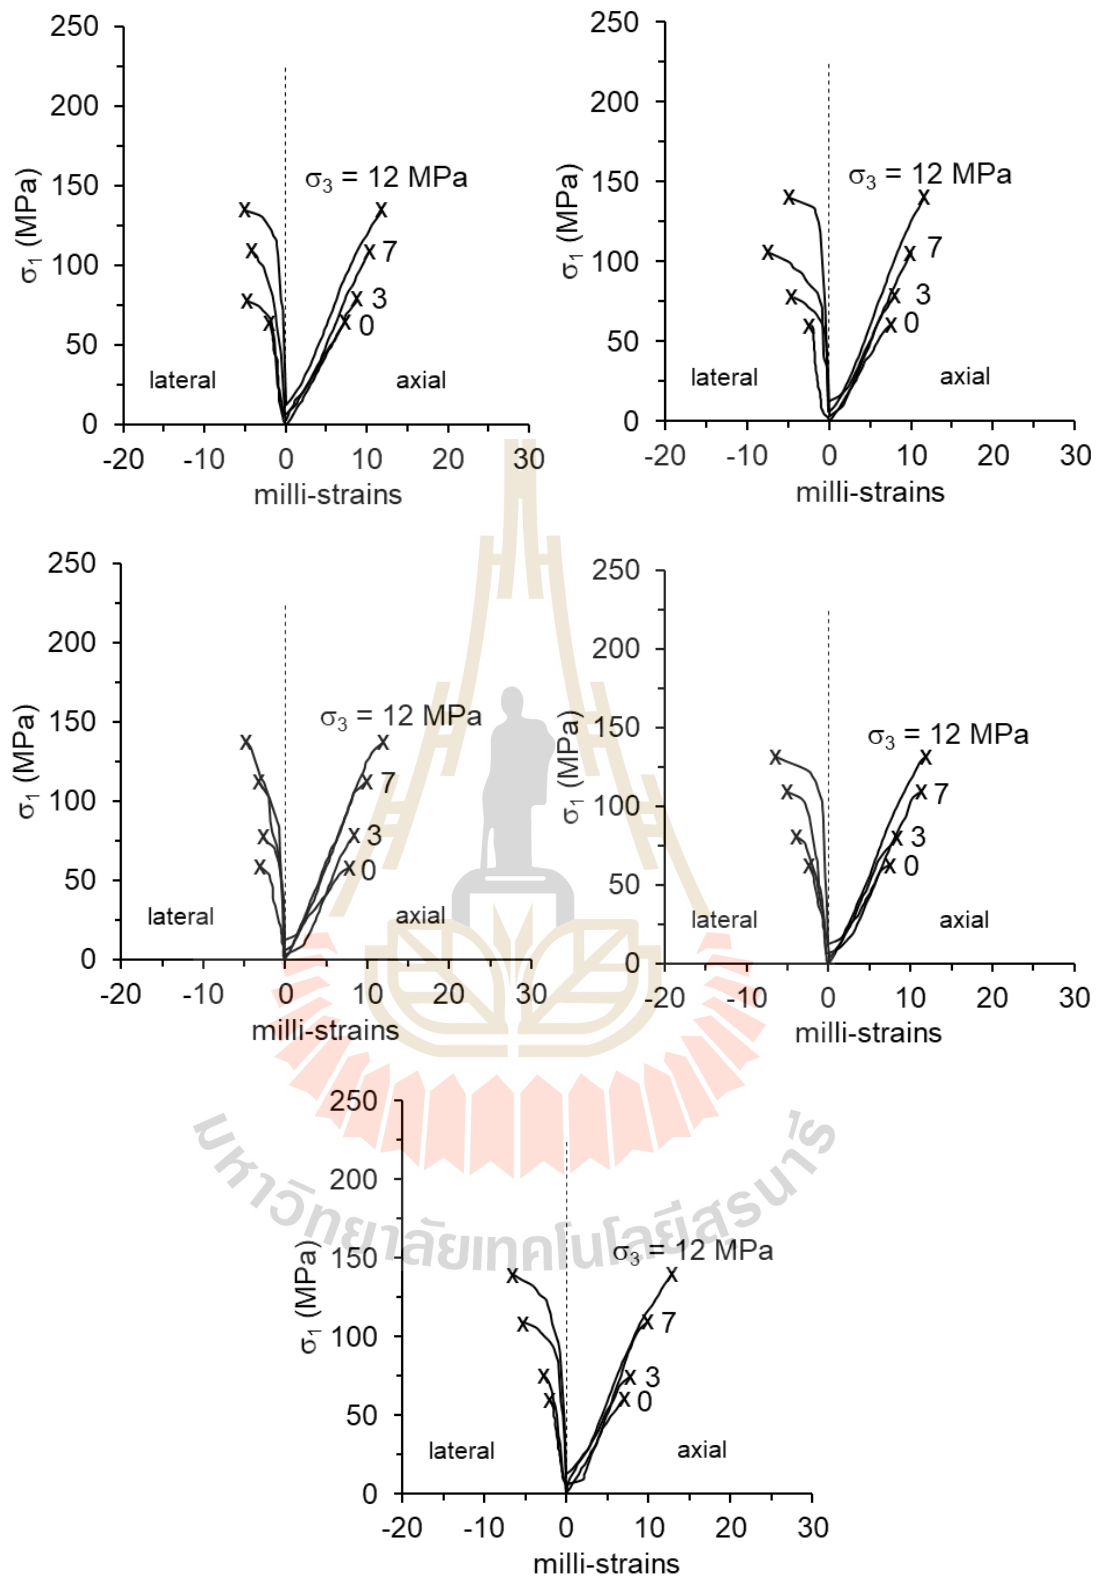 250
200
150
100
50
0
σ1 (MPa)
σ3 = 12 MPa
7
3
0
lateral
axial
-20 -10 0 10 20 30
milli-strains
250
200
150
100
50
0
σ1 (MPa)
σ3 = 12 MPa
7
3
0
lateral
axial
-20 -10 0 10 20 30
milli-strains
250
200
150
100
50
0
σ1 (MPa)
σ3 = 12 MPa
7
3
0
lateral
axial
-20 -10 0 10 20 30
milli-strains
250
200
150
100
50
0
σ1 (MPa)
σ3 = 12 MPa
7
3
0
lateral
axial
-20 -10 0 10 20 30
milli-strains
250
200
150
100
50
0
σ1 (MPa)
σ3 = 12 MPa
7
3
0
lateral
axial
-20 -10 0 10 20 30
milli-strains
มหาวิทยาลัยเทคโนโลยีสุรนารี